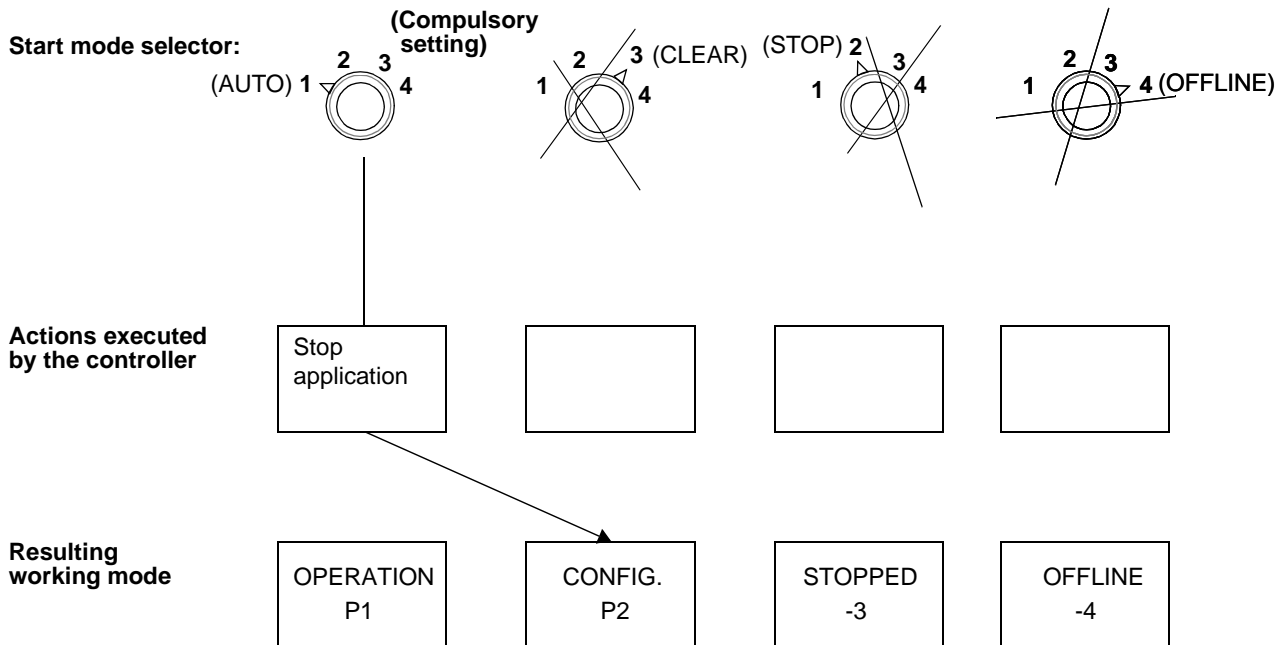 Start mode selector:
(Compulsory
setting)
(AUTO) 1 2 3 4
1 2 3 (CLEAR) 4
(STOP) 2 1 3 4
1 2 3 4 (OFFLINE)
Actions executed
by the controller
Stop
application
Resulting
working mode
OPERATION
P1
CONFIG.
P2
STOPPED
-3
OFFLINE
-4